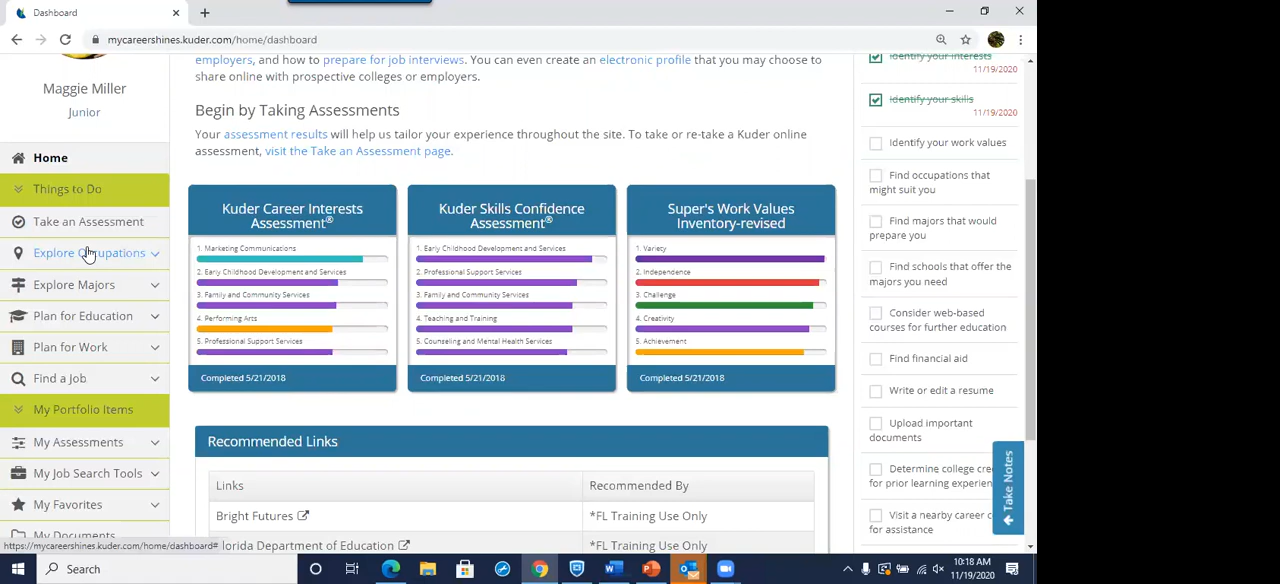 Dashboard
mycareershines.kuder.com/home/dashboard
Maggie Miller
Junior
Home
Things to Do
Take an Assessment
Explore Occupations
Explore Majors
Plan for Education
Plan for Work
Find a Job
My Portfolio Items
My Assessments
My Job Search Tools
My Favorites
My Documents
https://mycareershines.kuder.com/home/dashboard#
employers, and how to prepare for job interviews. You can even create an electronic profile that you may choose to
share online with prospective colleges or employers.
Begin by Taking Assessments
Your assessment results will help us tailor your experience throughout the site. To take or re-take a Kuder online
assessment, visit the Take an Assessment page.
Kuder Career Interests
Assessment®
1. Marketing Communications
2. Early Childhood Development and Services
3. Family and Community Services
4. Performing Arts
5. Professional Support Services
Completed 5/21/2018
Kuder Skills Confidence
Assessment®
1. Early Childhood Development and Services
2. Professional Support Services
3. Family and Community Services
4. Teaching and Training
5. Counseling and Mental Health Services
Completed 5/21/2018
Super's Work Values
Inventory-revised
1. Variety
2. Independence
3. Challenge
4. Creativity
5. Achievement
Completed 5/21/2018
Recommended Links
Links Recommended By
Bright Futures *FL Training Use Only
Florida Department of Education *FL Training Use Only
Identify your interests
11/19/2020
Identify your skills
11/19/2020
Identify your work values
Find occupations that
might suit you
Find majors that would
prepare you
Find schools that offer the
majors you need
Consider web-based
courses for further education
Find financial aid
Write or edit a resume
Upload important
documents
Determine college cre
for prior learning experien
Visit a nearby career c
for assistance
Take Notes
Search
10:18 AM
11/19/2020